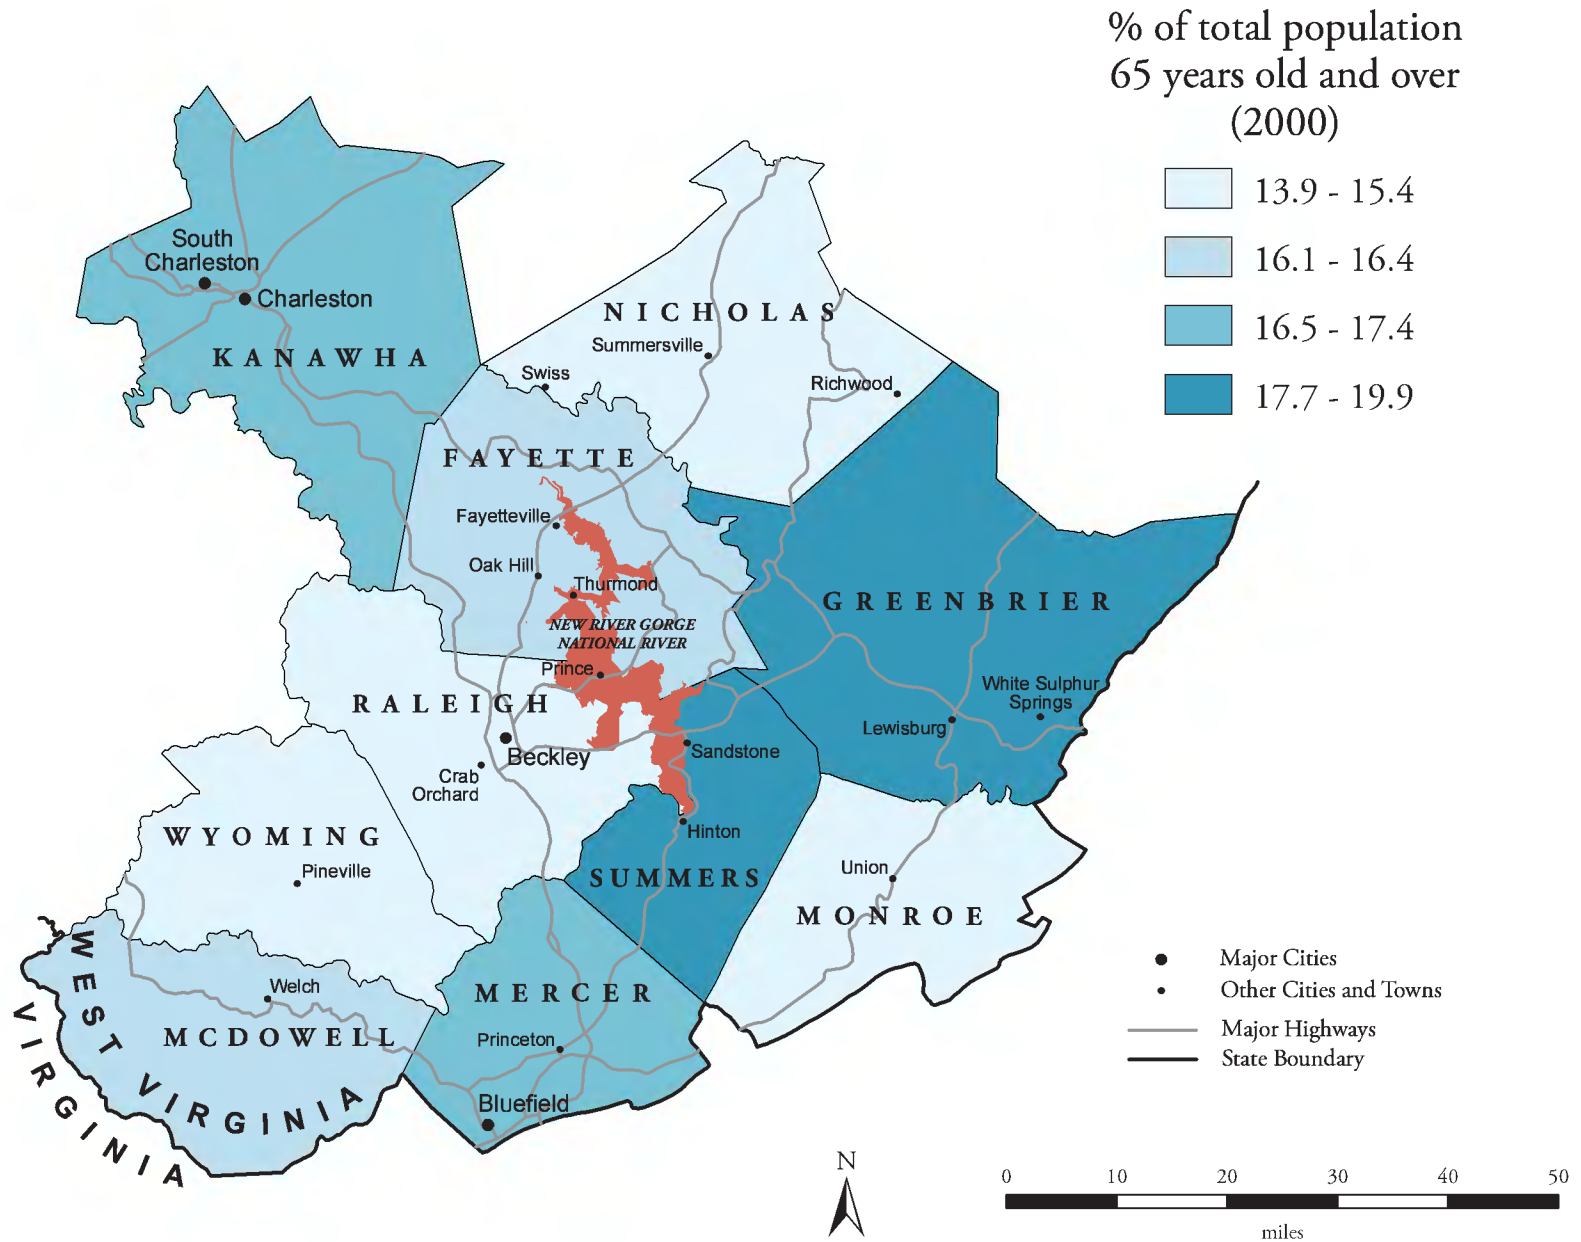 % of total population
65 years old and over
(2000)
13.9 - 15.4
16.1 - 16.4
16.5 - 17.4
17.7 - 19.9
South
Charleston
Charleston
KANAWHA
NICHOLAS
Summersville
Swiss
Richwood
FAYETTE
Fayetteville
Oak Hill
Thurmond
NEW RIVER GORGE
NATIONAL RIVER
Prince
GREENBRIER
White Sulphur
Springs
Lewisburg
RALEIGH
Beckley
Crab
Orchard
Sandstone
Hinton
SUMMERS
WYOMING
Pineville
Union
MONROE
WEST VIRGINIA
VIRGINIA
Welch
MCDOWELL
MERCER
Princeton
Bluefield
Major Cities
Other Cities and Towns
Major Highways
State Boundary
N
0 10 20 30 40 50
miles